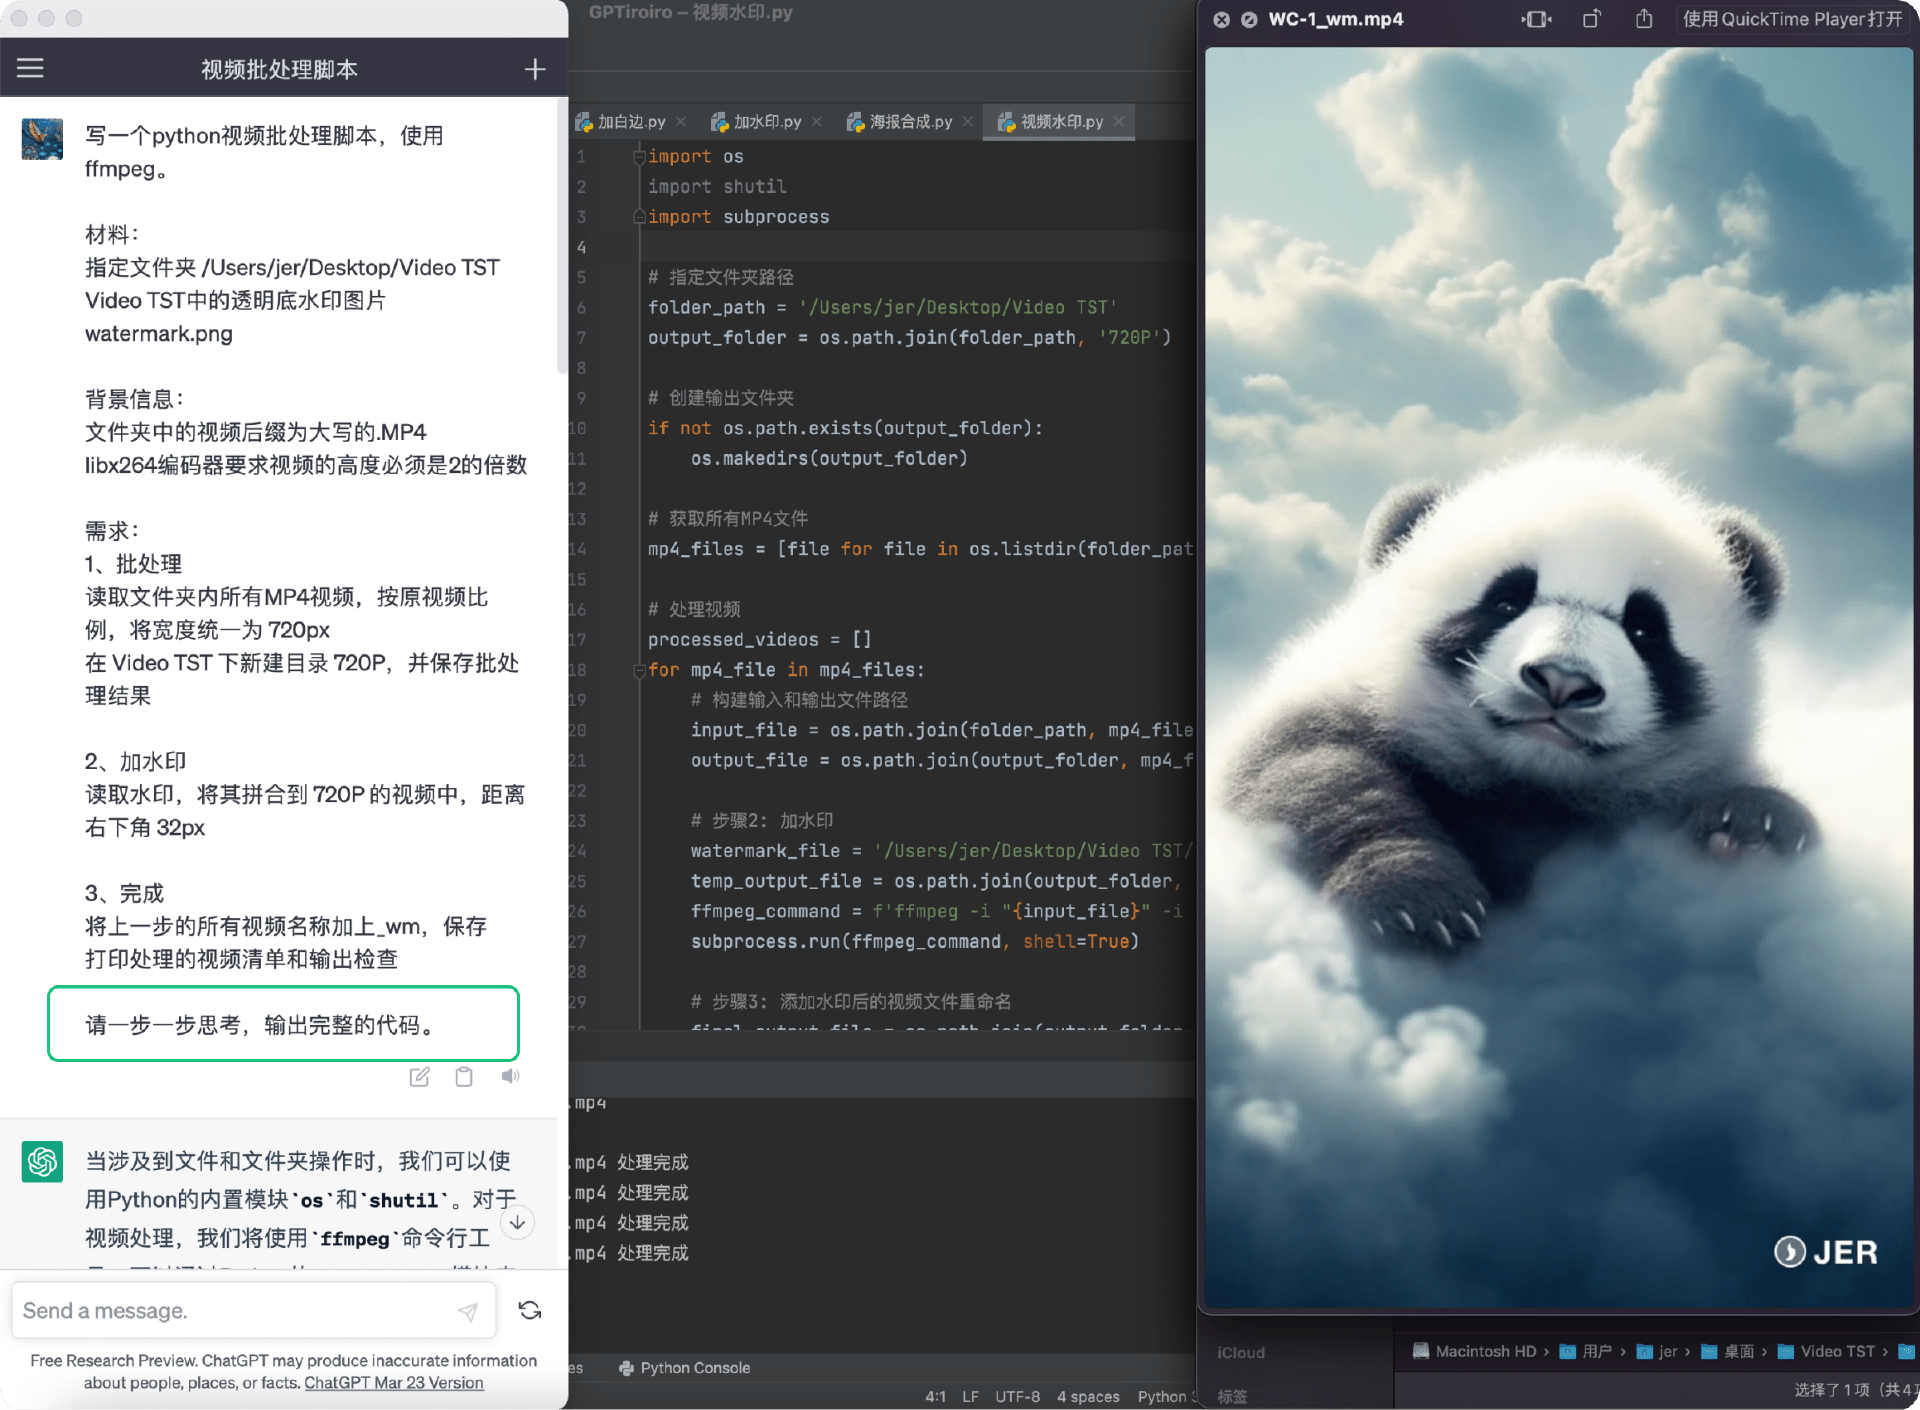 视频批处理脚本
写一个python视频批处理脚本，使用
ffmpeg。
材料：
指定文件夹 /Users/jer/Desktop/Video TST
Video TST中的透明底水印图片
watermark.png
背景信息：
文件夹中的视频后缀为大写的.MP4
libx264编码器要求视频的高度必须是2的倍数
需求：
1、批处理
读取文件夹内所有MP4视频，按原视频比
例，将宽度统一为 720px
在 Video TST 下新建目录 720P，并保存批处
理结果
2、加水印
读取水印，将其拼合到 720P 的视频中，距离
右下角 32px
3、完成
将上一步的所有视频名称加上_wm，保存
打印处理的视频清单和输出检查
请一步一步思考，输出完整的代码。
当涉及到文件和文件夹操作时，我们可以使
用Python的内置模块`os`和`shutil`。对于
视频处理，我们将使用`ffmpeg`命令行工
Send a message.
Free Research Preview. ChatGPT may produce inaccurate information
about people, places, or facts. ChatGPT Mar 23 Version
GPTiroiro – 视频水印.py
加白边.py
加水印.py
海报合成.py
视频水印.py
1 import os
2 import shutil
3 import subprocess
4
5 # 指定文件夹路径
6 folder_path = '/Users/jer/Desktop/Video TST'
7 output_folder = os.path.join(folder_path, '720P')
8
9 # 创建输出文件夹
10 if not os.path.exists(output_folder):
11 os.makedirs(output_folder)
12
13 # 获取所有MP4文件
14 mp4_files = [file for file in os.listdir(folder_pat
15
16 # 处理视频
17 processed_videos = []
18 for mp4_file in mp4_files:
19 # 构建输入和输出文件路径
20 input_file = os.path.join(folder_path, mp4_file
21 output_file = os.path.join(output_folder, mp4_f
22
23 # 步骤2: 加水印
24 watermark_file = '/Users/jer/Desktop/Video TST/
25 temp_output_file = os.path.join(output_folder,
26 ffmpeg_command = f'ffmpeg -i "{input_file}" -i
27 subprocess.run(ffmpeg_command, shell=True)
28
29 # 步骤3: 添加水印后的视频文件重命名
.mp4
.mp4 处理完成
.mp4 处理完成
.mp4 处理完成
.mp4 处理完成
es
Python Console
4:1 LF UTF-8 4 spaces Python 3
WC-1_wm.mp4
使用 QuickTime Player 打开
JER
iCloud
标签
Macintosh HD › 用户 › jer › 桌面 › Video TST ›
选择了 1 项（共 4